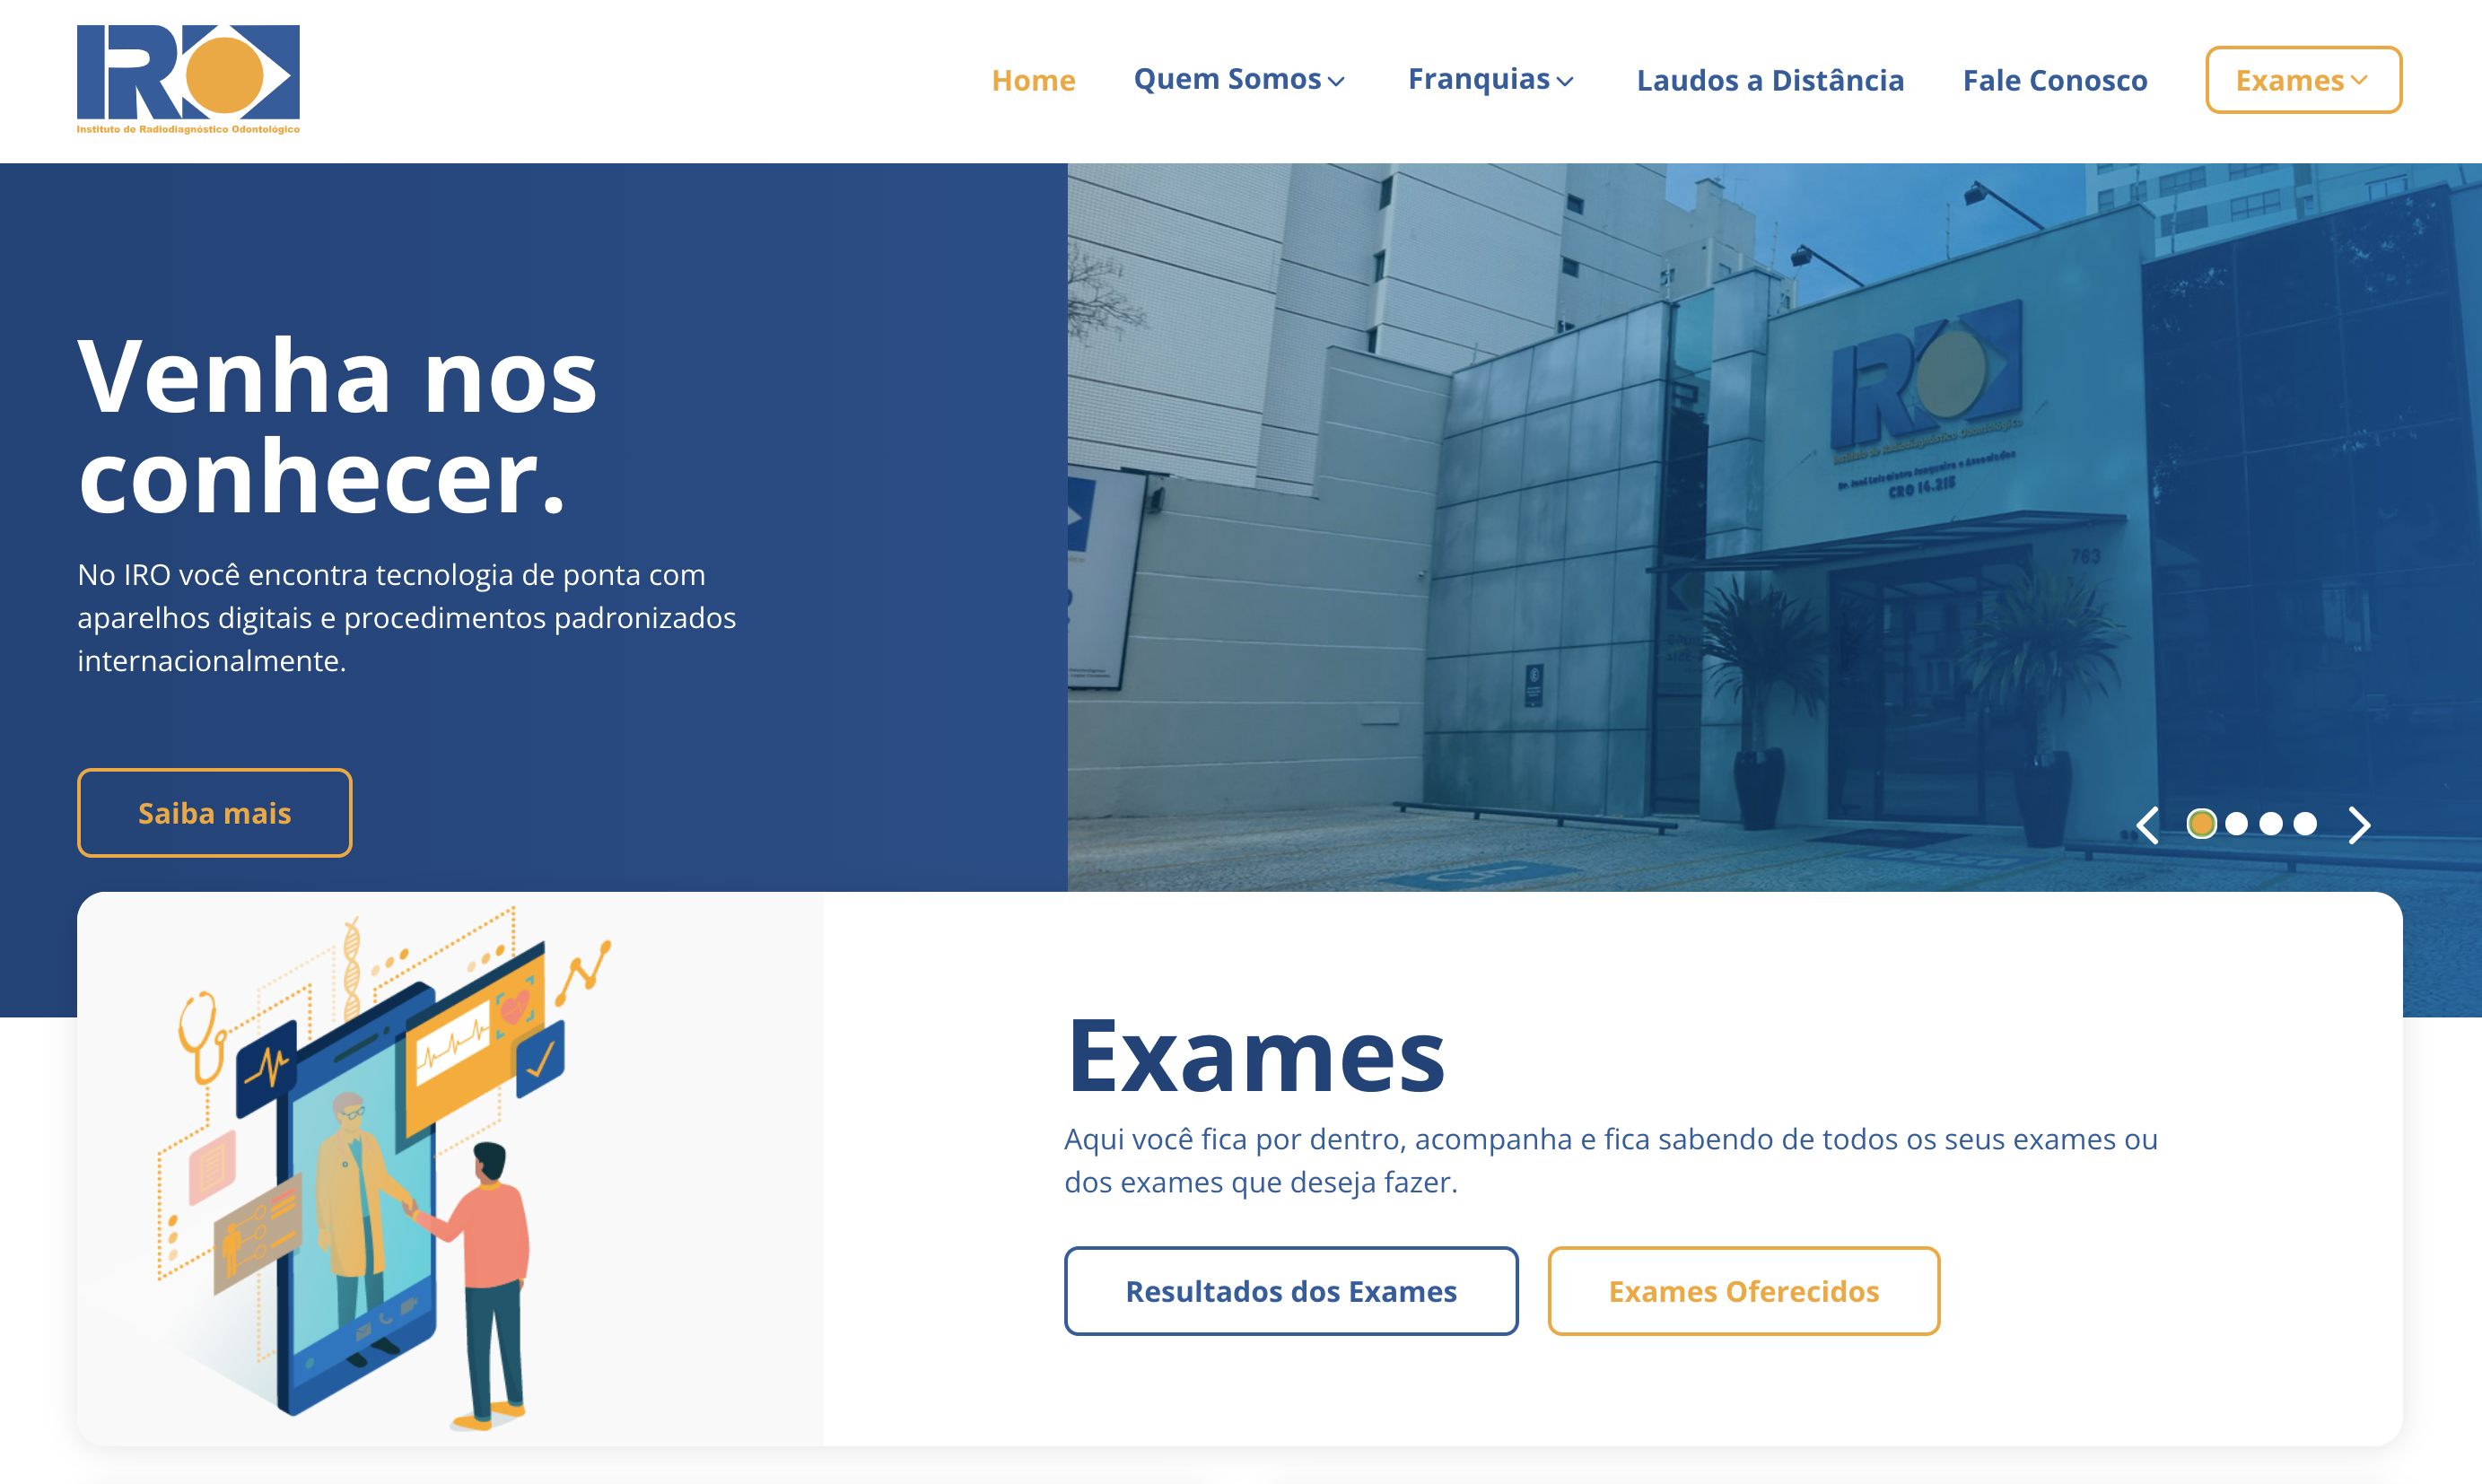 IRO
Instituto de Radiodiagnóstico Odontológico
Home
Quem Somos
Franquias
Laudos a Distância
Fale Conosco
Exames
Venha nos
conhecer.
No IRO você encontra tecnologia de ponta com
aparelhos digitais e procedimentos padronizados
internacionalmente.
Saiba mais
IRO
Instituto de Radiodiagnóstico Odontológico
CRO 14.215
763
Exames
Aqui você fica por dentro, acompanha e fica sabendo de todos os seus exames ou
dos exames que deseja fazer.
Resultados dos Exames
Exames Oferecidos